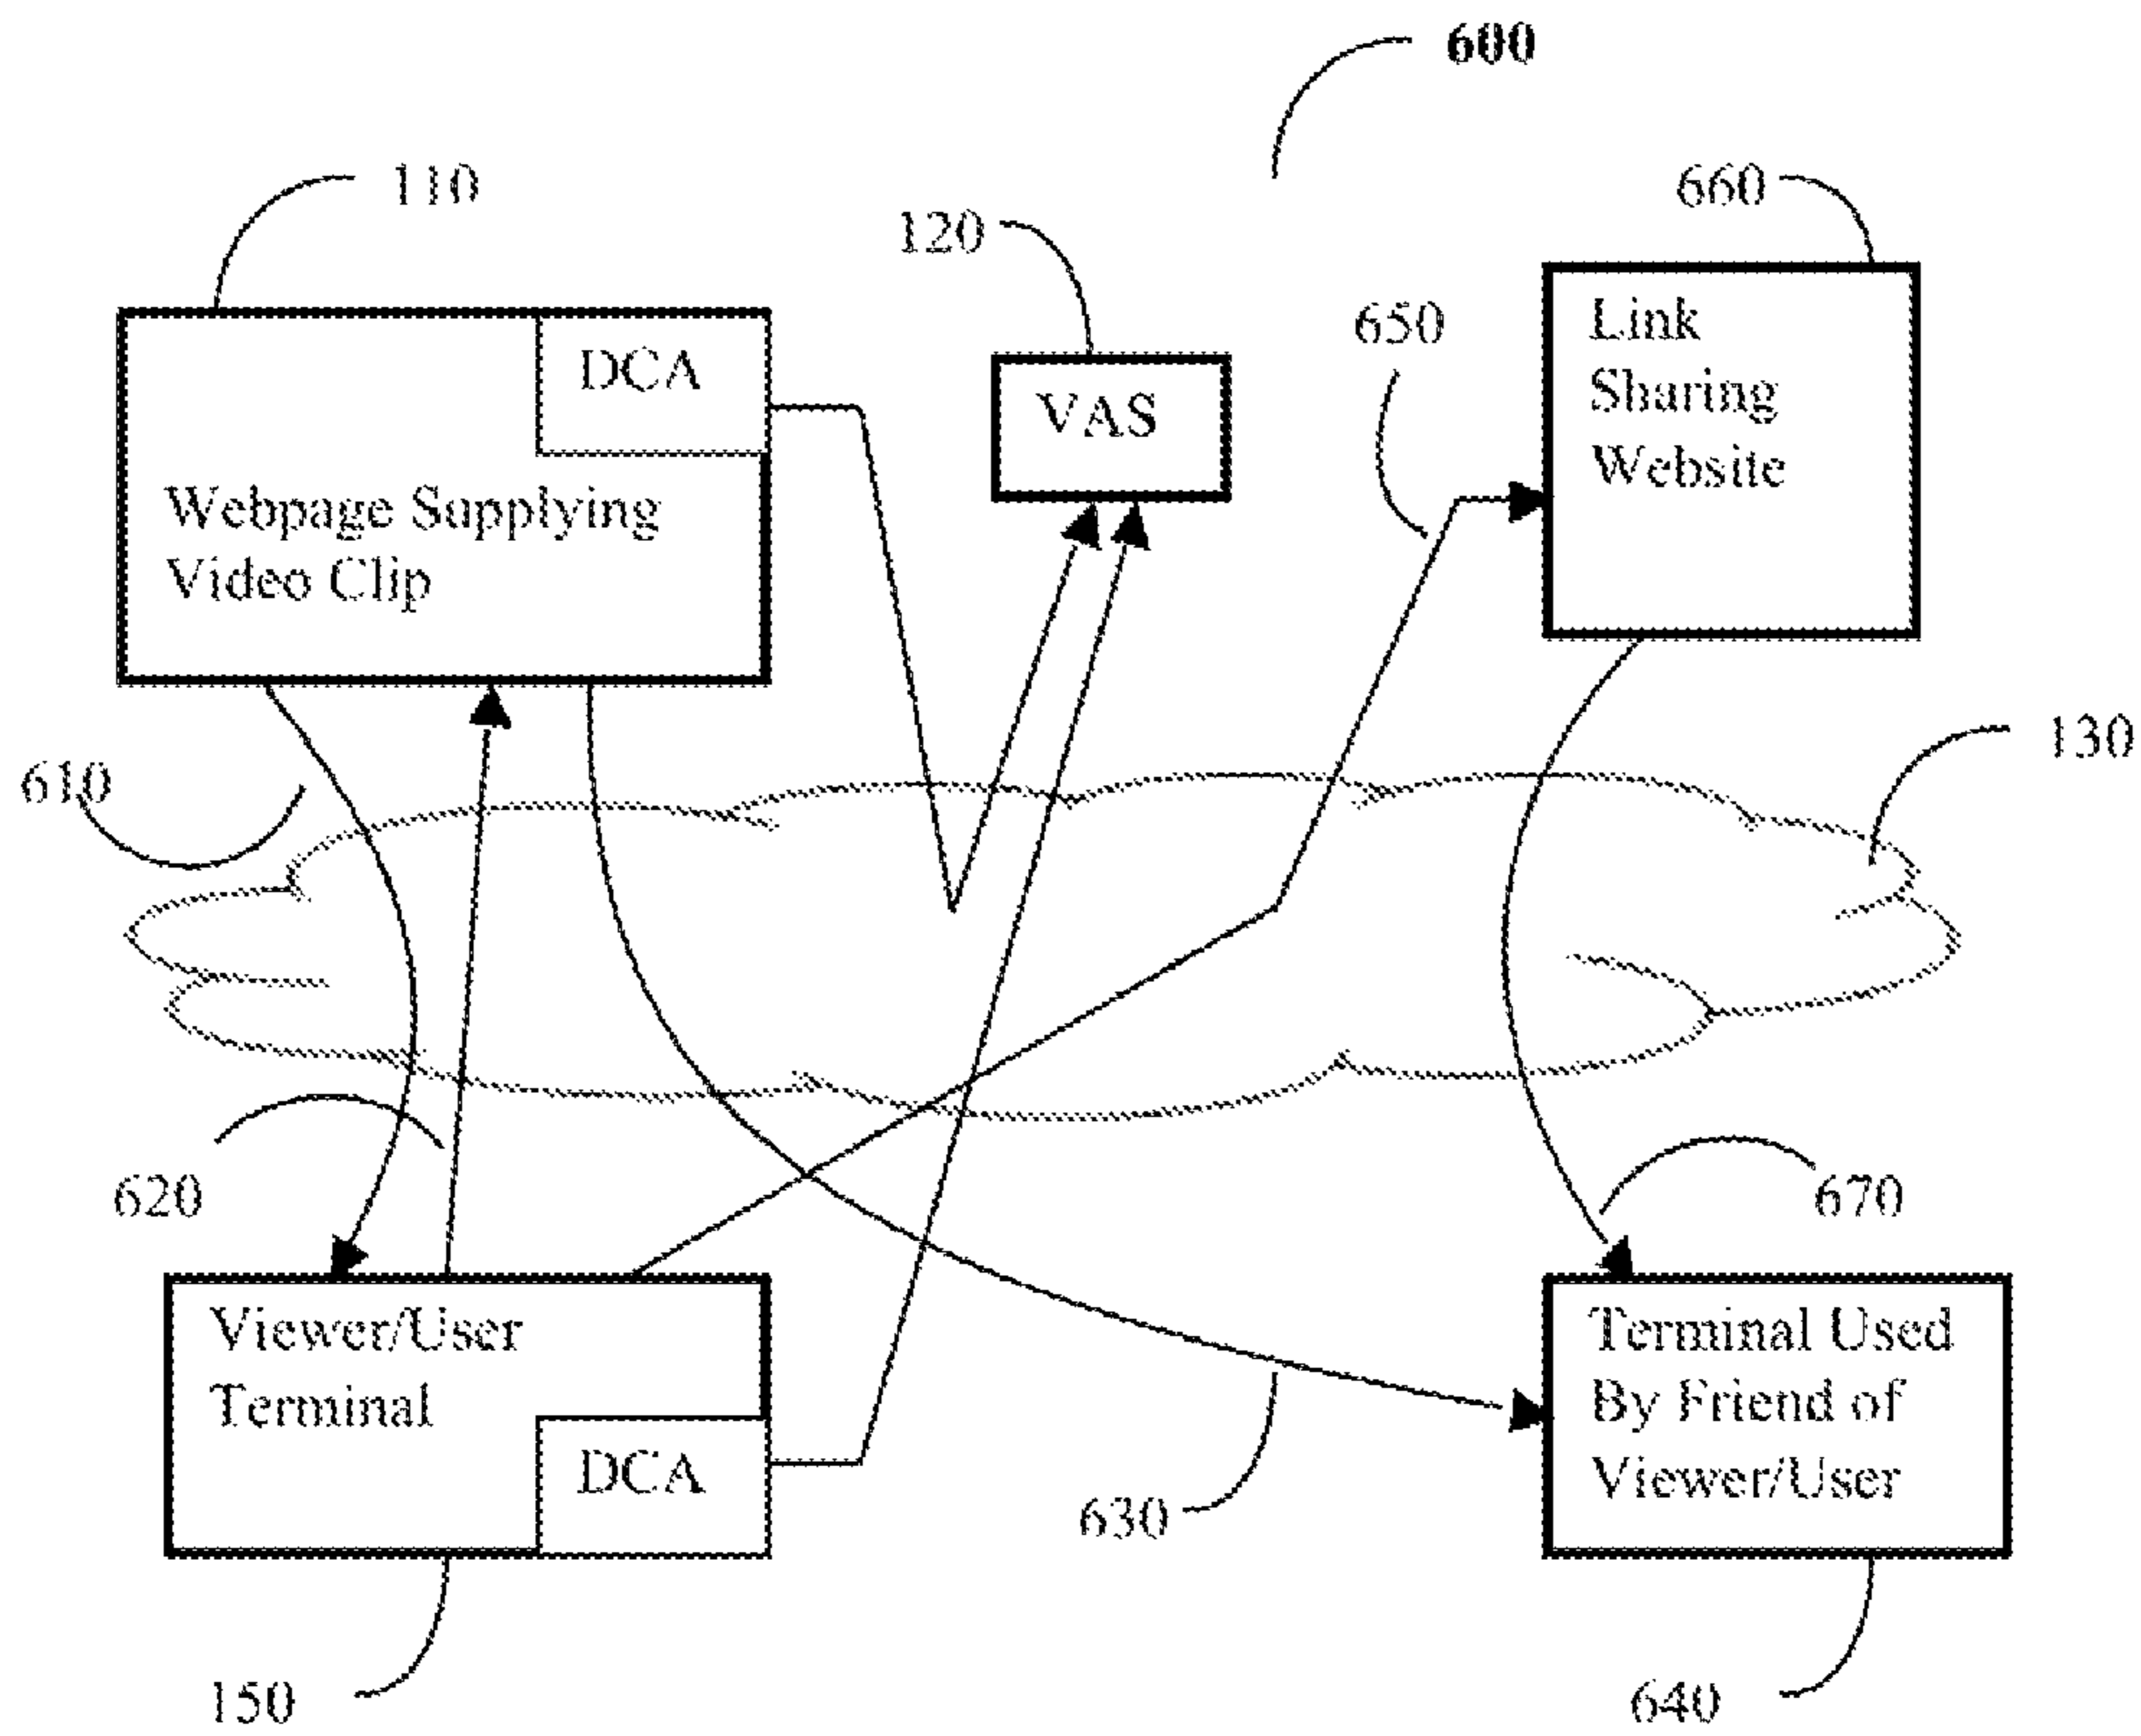 600
110
120
660
650
DCA
VAS
Link
Sharing
Website
Webpage Supplying
Video Clip
130
610
620
670
Viewer/User
Terminal
DCA
Terminal Used
By Friend of
Viewer/User
630
150
640